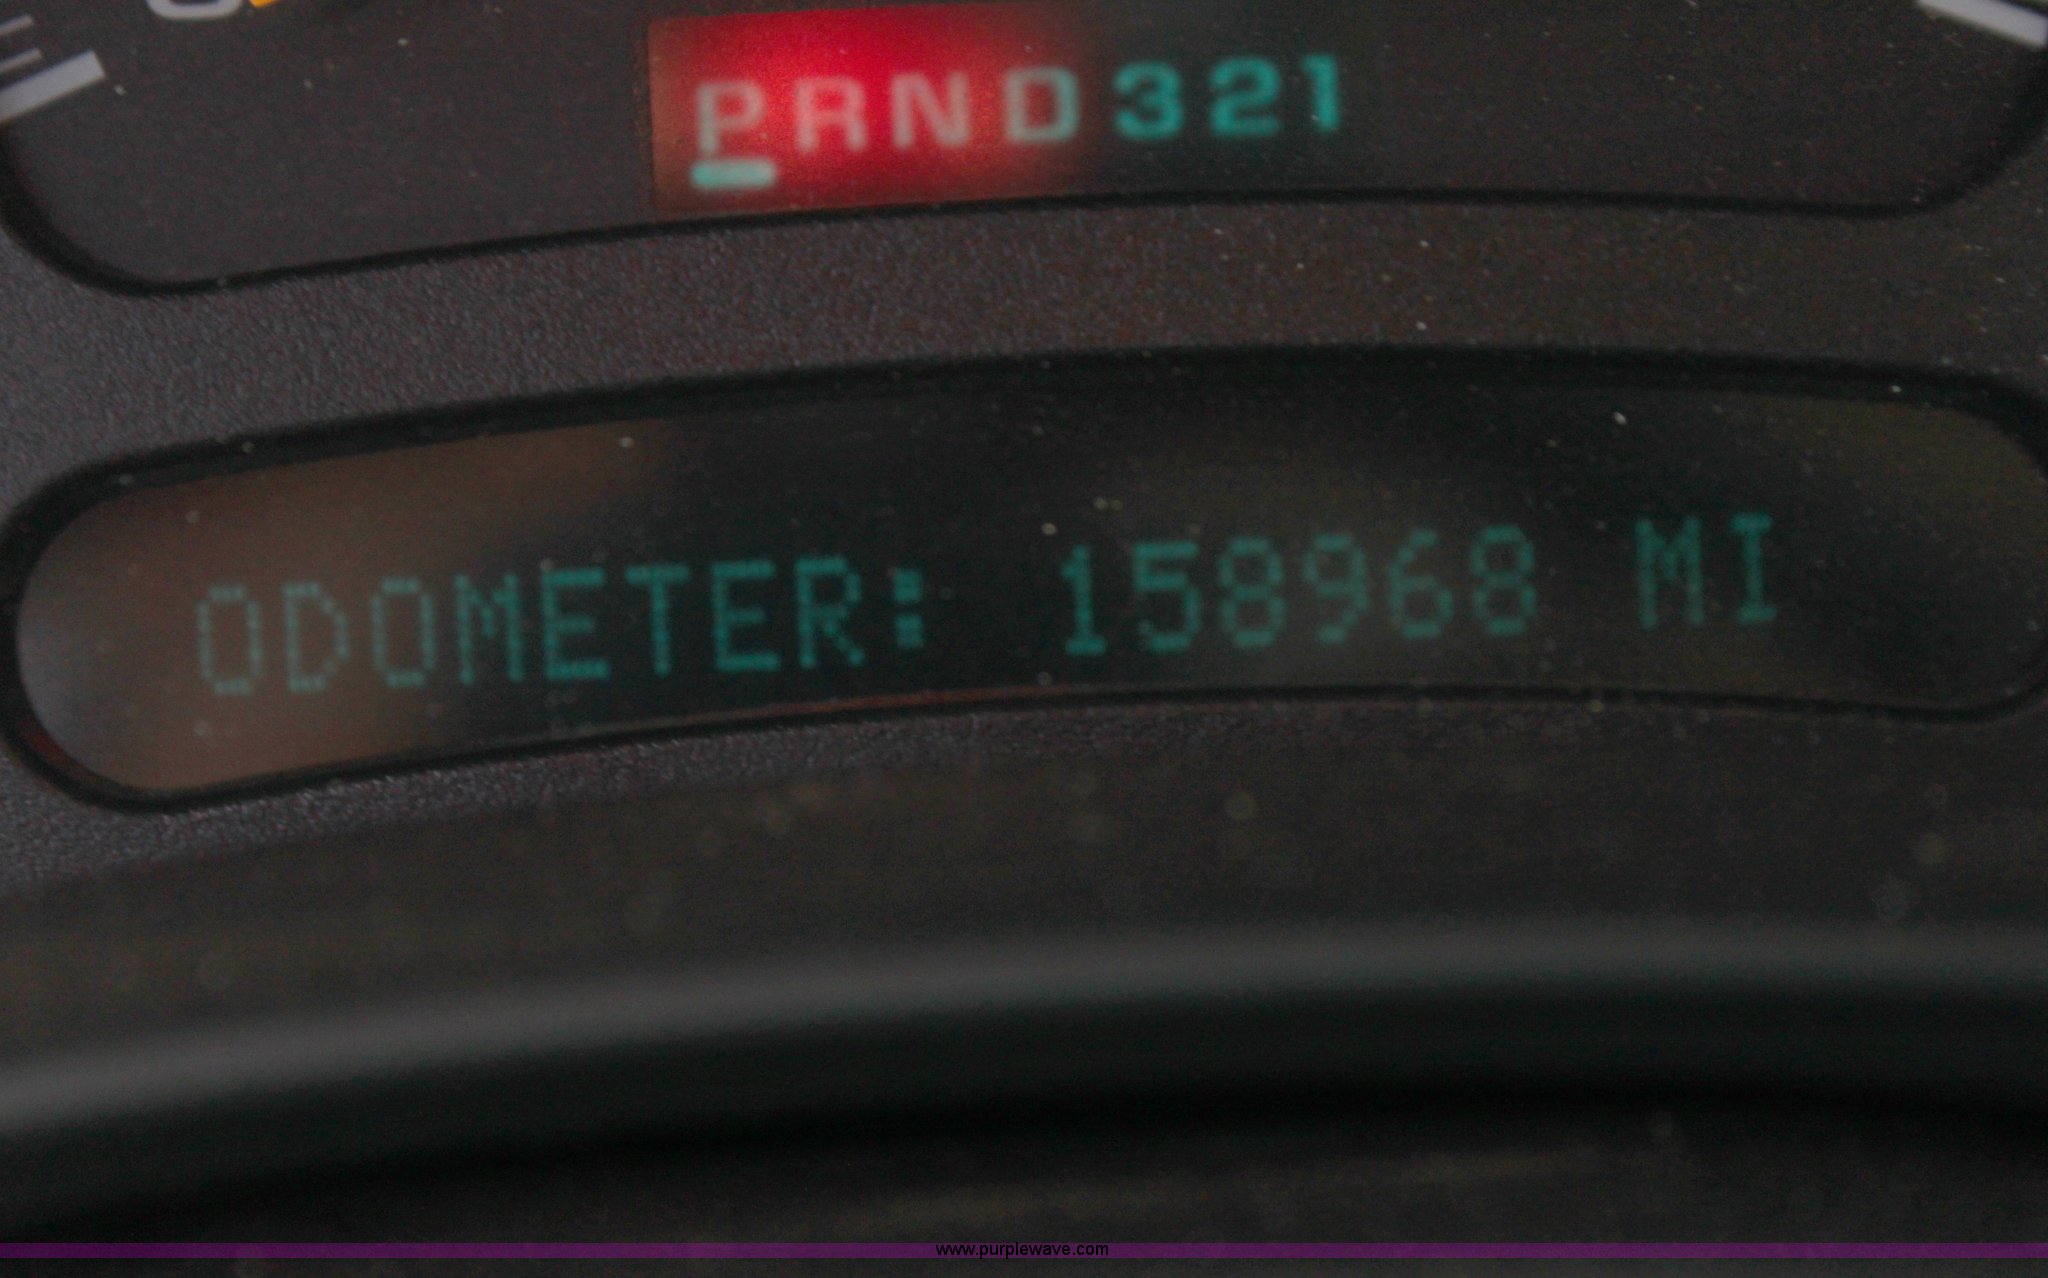 E
PRND321
ODOMETER: 158968 MI
www.purplewave.com